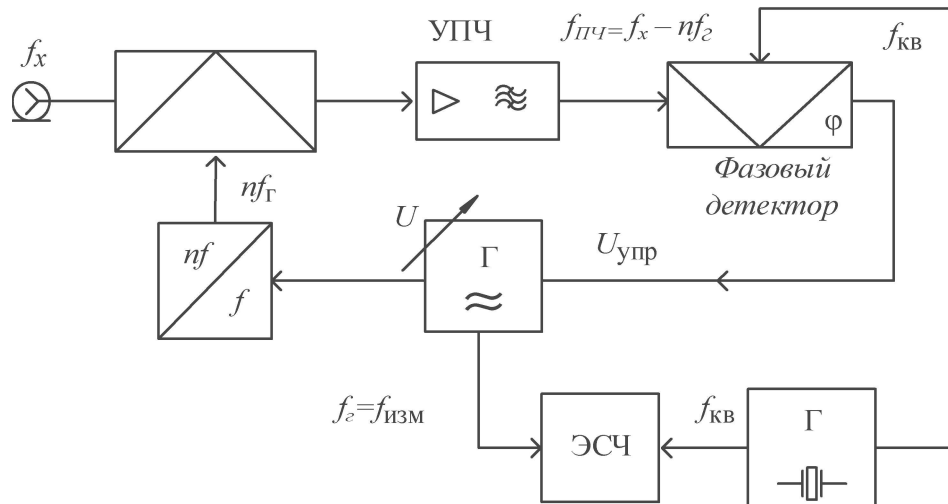 УПЧ
f_ПЧ=f_x – nf_г
f_кв
f_x
φ
Фазовый
детектор
nf_Г
U
nf
f
Г
U_упр
f_г=f_изм
ЭСЧ
f_кв
Г